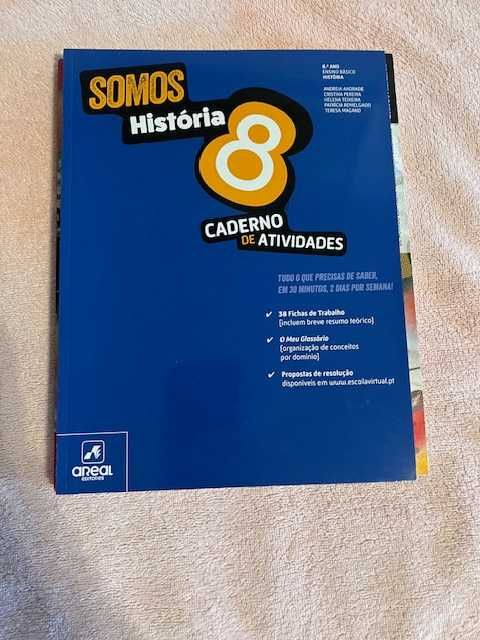 SOMOS
História
8
CADERNO
DE ATIVIDADES
8.º ANO
ENSINO BÁSICO
HISTÓRIA
ANDREIA ANDRADE
CRISTINA PEREIRA
HELENA TEIXEIRA
PATRÍCIA REMELGADO
TERESA MAGANO
TUDO O QUE PRECISAS DE SABER,
EM 30 MINUTOS, 2 DIAS POR SEMANA!
✔ 38 Fichas de Trabalho
(incluem breve resumo teórico)
✔ O Meu Glossário
(organização de conceitos
por domínio)
✔ Propostas de resolução
disponíveis em www.escolavirtual.pt
areal
EDITORES